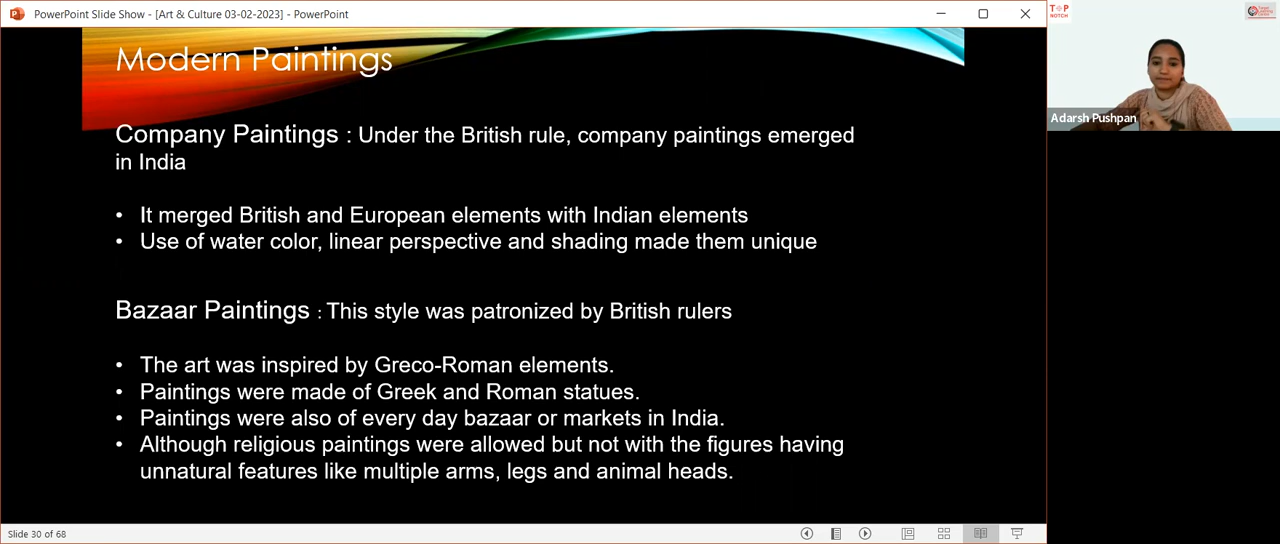 PowerPoint Slide Show - [Art & Culture 03-02-2023] - PowerPoint
T+P
NOTCH
Modern Paintings
Adarsh Pushpan
Company Paintings : Under the British rule, company paintings emerged
in India
• It merged British and European elements with Indian elements
• Use of water color, linear perspective and shading made them unique
Bazaar Paintings : This style was patronized by British rulers
• The art was inspired by Greco-Roman elements.
• Paintings were made of Greek and Roman statues.
• Paintings were also of every day bazaar or markets in India.
• Although religious paintings were allowed but not with the figures having
unnatural features like multiple arms, legs and animal heads.
Slide 30 of 68